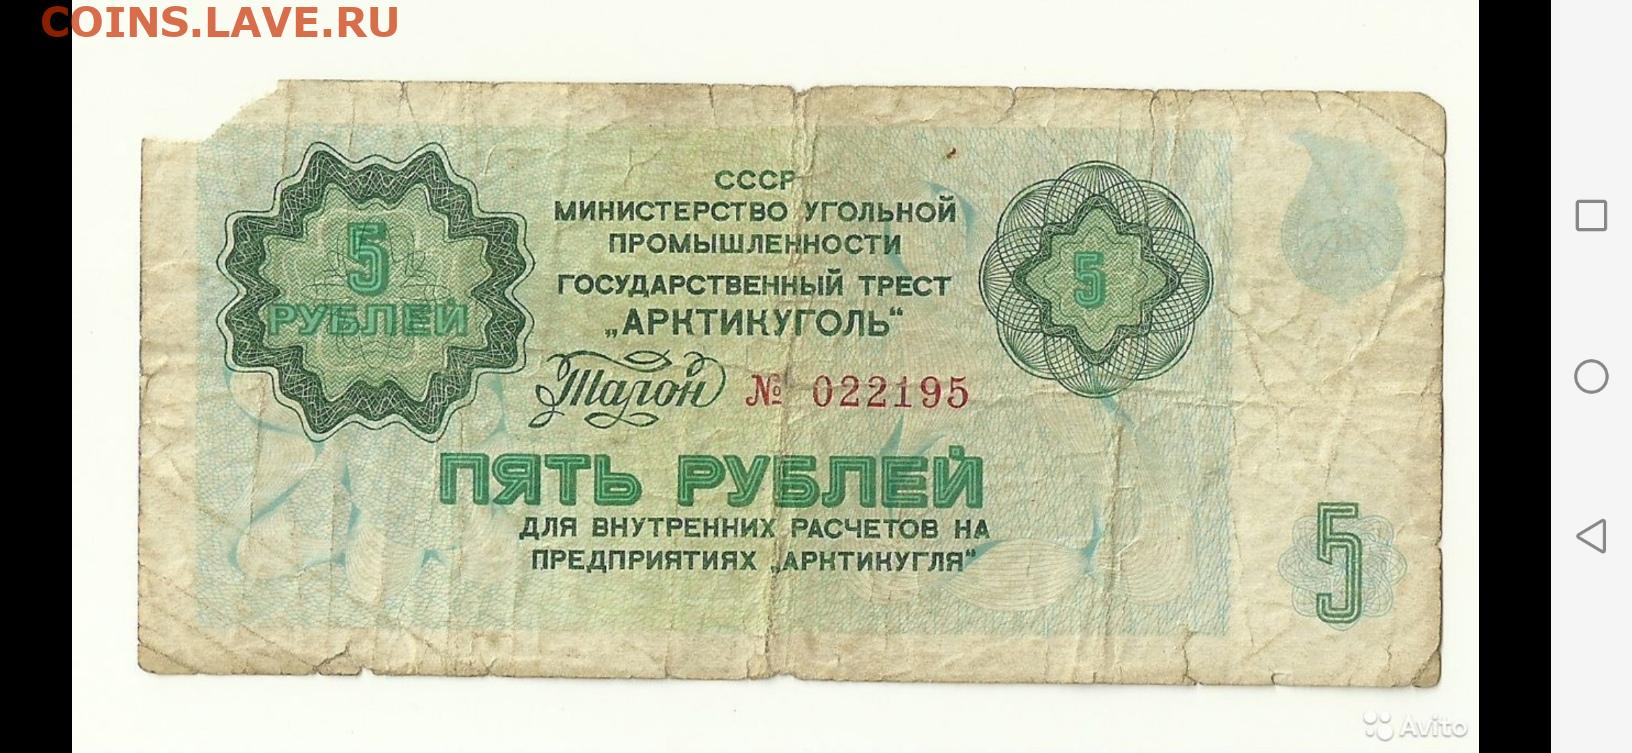 COINS.LAVE.RU
СССР
МИНИСТЕРСТВО УГОЛЬНОЙ
ПРОМЫШЛЕННОСТИ
ГОСУДАРСТВЕННЫЙ ТРЕСТ
„АРКТИКУГОЛЬ“
5
РУБЛЕЙ
5
Талон № 022195
ПЯТЬ РУБЛЕЙ
ДЛЯ ВНУТРЕННИХ РАСЧЕТОВ НА
ПРЕДПРИЯТИЯХ „АРКТИКУГЛЯ“
5
Avito